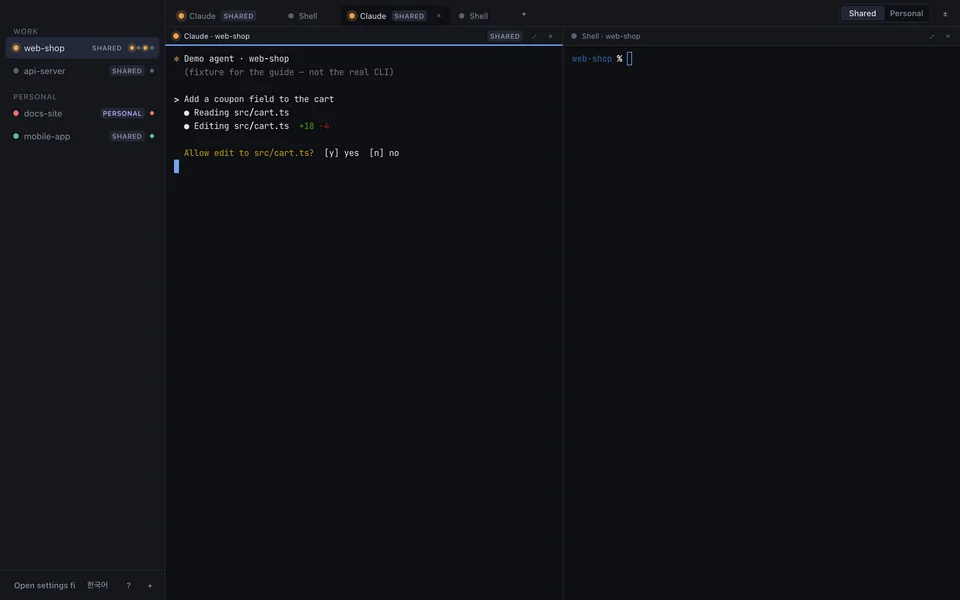 Claude SHARED
Shell
Claude SHARED ×
Shell
+
Shared Personal
±
WORK
web-shop SHARED
api-server SHARED
PERSONAL
docs-site PERSONAL
mobile-app SHARED
Claude · web-shop SHARED ×
✻ Demo agent · web-shop
(fixture for the guide — not the real CLI)
> Add a coupon field to the cart
● Reading src/cart.ts
● Editing src/cart.ts +18 -4
Allow edit to src/cart.ts? [y] yes [n] no
Shell · web-shop ×
web-shop %
Open settings fi 한국어 ? +